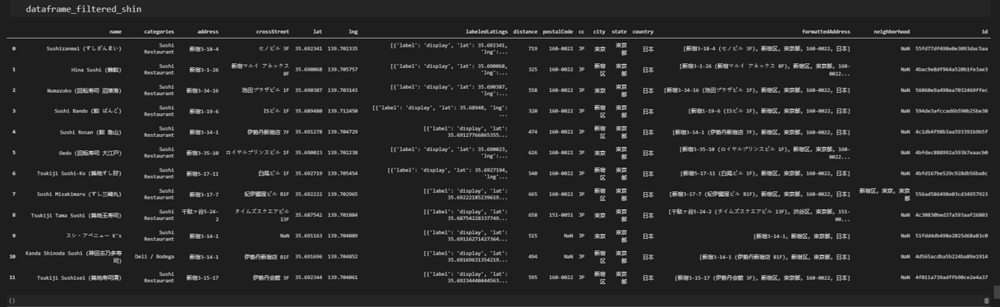 dataframe_filtered_shin
name categories address crossStreet lat lng labeledLatLngs distance postalCode cc city state country formattedAddress neighborhood id
0 Sushizanmai (すしざんまい) Sushi Restaurant 新宿3-18-4 セノビル 3F 35.692341 139.702335 [{'label': 'display', 'lat': 35.692341, 'lng':... 719 160-0022 JP 東京 東京都 日本 [新宿3-18-4 (セノビル 3F), 新宿区, 東京都, 160-0022, 日本] NaN 55fd77df498e0e3093dac5aa
1 Hina Sushi (雛鮨) Sushi Restaurant 新宿3-1-26 新宿マルイ アネックス 8F 35.690068 139.705757 [{'label': 'display', 'lat': 35.690068, 'lng':... 325 160-0022 JP 新宿区 東京都 日本 [新宿3-1-26 (新宿マルイ アネックス 8F), 新宿区, 東京都, 160-0022... NaN 4bac9e8df964a520b1fe3ae3
2 Numazuko (回転寿司 沼津港) Sushi Restaurant 新宿3-34-16 池田プラザビル 1F 35.690387 139.703143 [{'label': 'display', 'lat': 35.690387, 'lng':... 558 160-0022 JP 東京 東京都 日本 [新宿3-34-16 (池田プラザビル 1F), 新宿区, 東京都, 160-0022, 日本] NaN 56060e9a498ea7032469ffec
3 Sushi Bando (鮨 ばんど) Sushi Restaurant 新宿1-19-6 ISビル 1F 35.689480 139.712450 [{'label': 'display', 'lat': 35.68948, 'lng': ... 320 160-0022 JP 新宿区 東京都 日本 [新宿1-19-6 (ISビル 1F), 新宿区, 東京都, 160-0022, 日本] NaN 594de3afccad6b590b25be30
4 Sushi Rosan (鮨 魯山) Sushi Restaurant 新宿3-14-1 伊勢丹新宿店 7F 35.691278 139.704729 [{'label': 'display', 'lat': 35.69127766865355... 474 160-0022 JP 新宿区 東京都 日本 [新宿3-14-1 (伊勢丹新宿店 7F), 新宿区, 東京都, 160-0022, 日本] NaN 4c1db4f98b3aa593391b9b5f
5 Oedo (回転寿司 大江戸) Sushi Restaurant 新宿3-35-10 ロイヤルプリンスビル 1F 35.690023 139.702238 [{'label': 'display', 'lat': 35.690023, 'lng':... 626 160-0022 JP 東京 東京都 日本 [新宿3-35-10 (ロイヤルプリンスビル 1F), 新宿区, 東京都, 160-0022... NaN 4bfdec888992a593b7eaacb0
6 Tsukiji Sushi-Ko (築地すし好) Sushi Restaurant 新宿5-17-11 白鳳ビル 1F 35.692719 139.705454 [{'label': 'display', 'lat': 35.6927194, 'lng'... 540 160-0022 JP 新宿区 東京都 日本 [新宿5-17-11 (白鳳ビル 1F), 新宿区, 東京都, 160-0022, 日本] NaN 4bfd167be529c928db56ba8c
7 Sushi Misakimaru (すし三崎丸) Sushi Restaurant 新宿3-17-7 紀伊國屋ビル B1F 35.692222 139.702965 [{'label': 'display', 'lat': 35.69222185239619... 665 160-0022 JP 新宿区 東京都 日本 [新宿3-17-7 (紀伊國屋ビル B1F), 新宿区, 東京都, 160-0022, 日本] 新宿区, 東京, 東京都 556ad586498e03cd34957923
8 Tsukiji Tama Sushi (築地玉寿司) Sushi Restaurant 千駄ヶ谷5-24-2 タイムズスクエアビル 13F 35.687542 139.701884 [{'label': 'display', 'lat': 35.68754228337749... 658 151-0051 JP 東京 東京都 日本 [千駄ヶ谷5-24-2 (タイムズスクエアビル 13F), 渋谷区, 東京都, 151-00... NaN 4c30830bed37a593aaf26803
9 スシ・アベニュー K's Sushi Restaurant 新宿3-14-1 NaN 35.691163 139.704089 [{'label': 'display', 'lat': 35.69116271427364... 515 NaN JP 東京 東京都 日本 [新宿3-14-1, 新宿区, 東京都, 日本] NaN 51fdd4db498e2025d68a83c0
10 Kanda Shinoda Sushi (神田志乃多寿司) Deli / Bodega 新宿3-14-1 伊勢丹新宿店 B1F 35.691696 139.704852 [{'label': 'display', 'lat': 35.69169631354219... 494 NaN JP 新宿区 東京都 日本 [新宿3-14-1 (伊勢丹新宿店 B1F), 新宿区, 東京都, 日本] NaN 4d565acdba5b224ba89e1914
11 Tsukiji Sushisei (築地寿司清) Sushi Restaurant 新宿3-15-17 伊勢丹会館 3F 35.692344 139.704061 [{'label': 'display', 'lat': 35.69234440444563... 595 160-0022 JP 新宿区 東京都 日本 [新宿3-15-17 (伊勢丹会館 3F), 新宿区, 東京都, 160-0022, 日本] NaN 4f011a739adffb90ce2e4a37